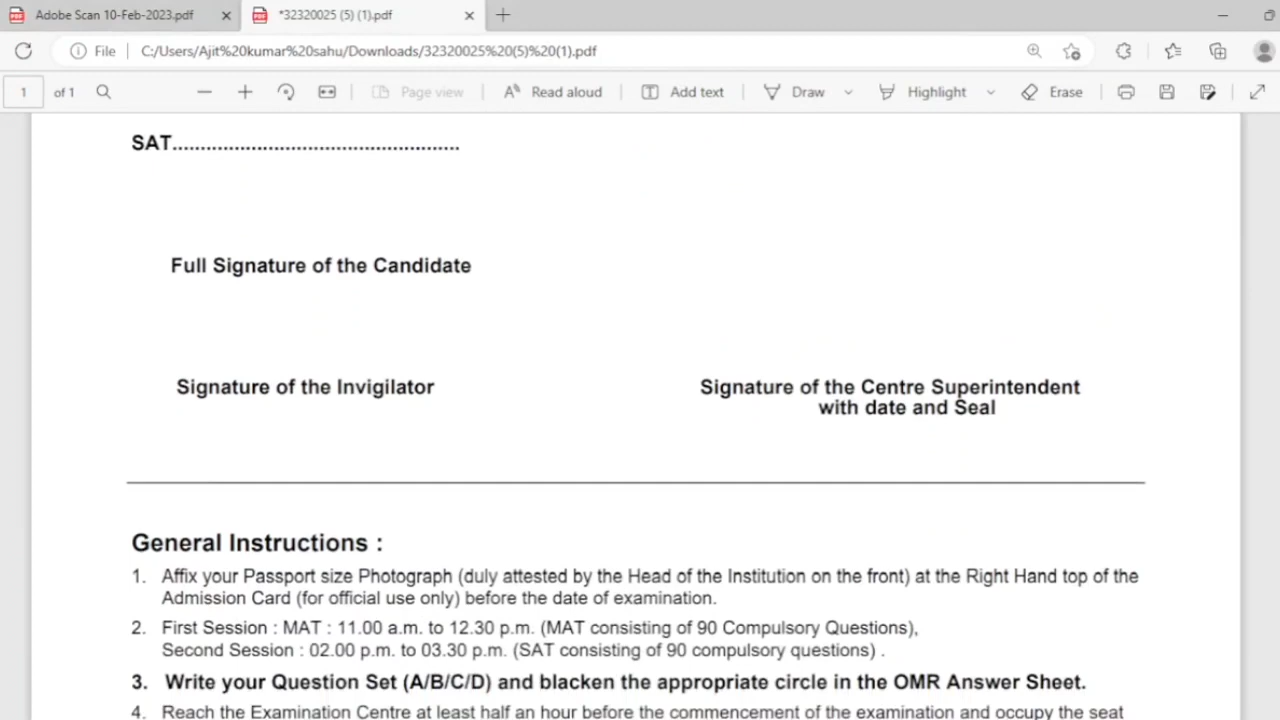 Adobe Scan 10-Feb-2023.pdf
*32320025 (5) (1).pdf
File
C:/Users/Ajit%20kumar%20sahu/Downloads/32320025%20(5)%20(1).pdf
1 of 1
Page view
Read aloud
Add text
Draw
Highlight
Erase
SAT...................................................
Full Signature of the Candidate
Signature of the Invigilator
Signature of the Centre Superintendent
with date and Seal
General Instructions :
1. Affix your Passport size Photograph (duly attested by the Head of the Institution on the front) at the Right Hand top of the
Admission Card (for official use only) before the date of examination.
2. First Session : MAT : 11.00 a.m. to 12.30 p.m. (MAT consisting of 90 Compulsory Questions),
Second Session : 02.00 p.m. to 03.30 p.m. (SAT consisting of 90 compulsory questions) .
3. Write your Question Set (A/B/C/D) and blacken the appropriate circle in the OMR Answer Sheet.
4. Reach the Examination Centre at least half an hour before the commencement of the examination and occupy the seat